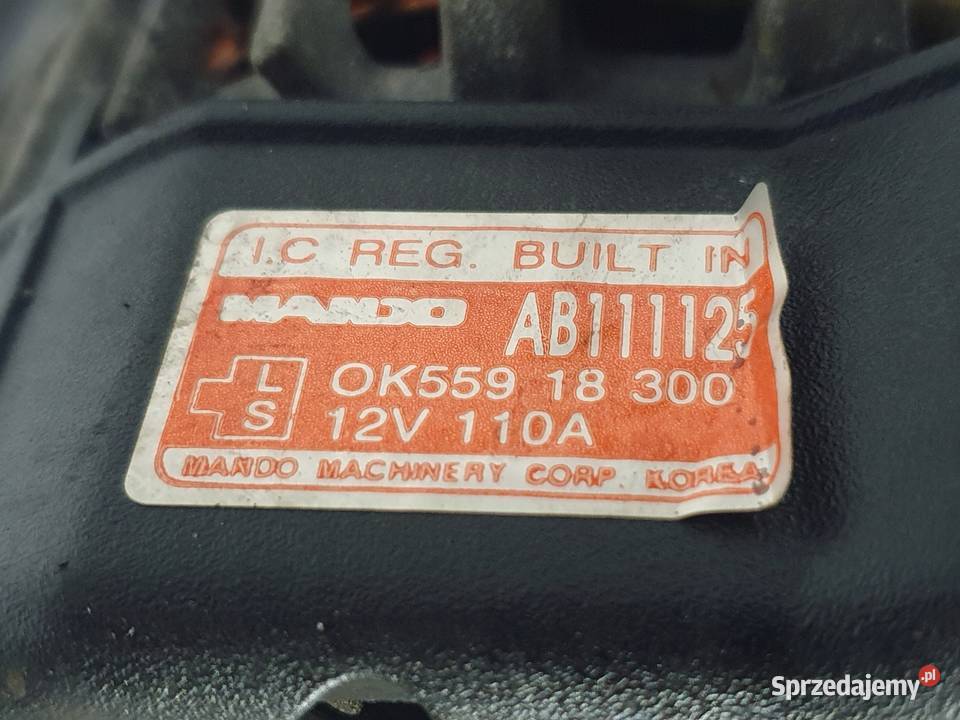 I.C REG. BUILT IN
MANDO AB111125
L
S
OK559 18 300
12V 110A
MANDO MACHINERY CORP. KOREA
Sprzedajemy.pl